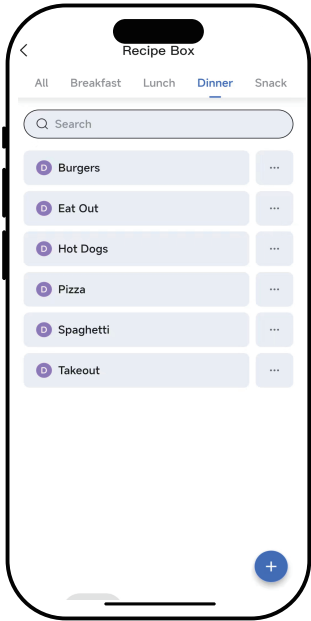 Recipe Box
All Breakfast Lunch Dinner Snack
Search
D Burgers ...
D Eat Out ...
D Hot Dogs ...
D Pizza ...
D Spaghetti ...
D Takeout ...
+